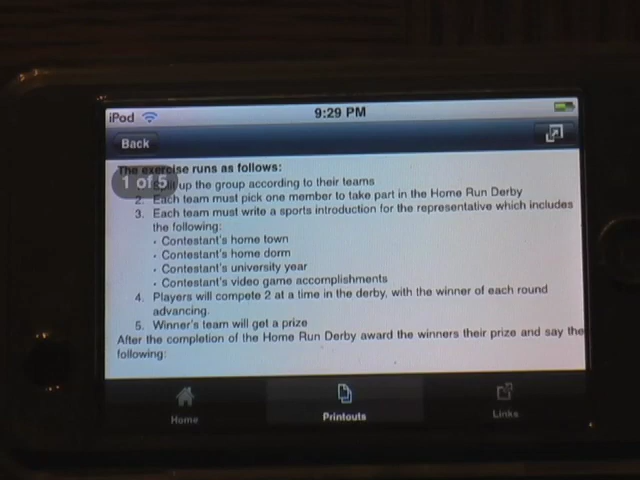 iPod 9:29 PM
Back
The exercise runs as follows:
1 of 5 up the group according to their teams
2. Each team must pick one member to take part in the Home Run Derby
3. Each team must write a sports introduction for the representative which includes
the following:
• Contestant's home town
• Contestant's home dorm
• Contestant's university year
• Contestant's video game accomplishments
4. Players will compete 2 at a time in the derby, with the winner of each round
advancing.
5. Winner's team will get a prize
After the completion of the Home Run Derby award the winners their prize and say the
following:
Home Printouts Links